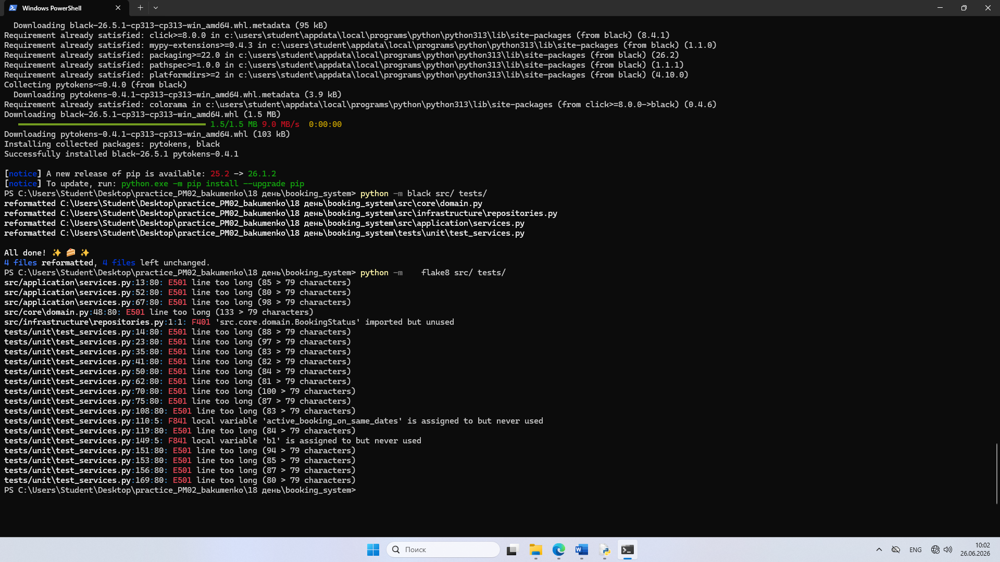 Windows PowerShell
  Downloading black-26.5.1-cp313-cp313-win_amd64.whl.metadata (95 kB)
Requirement already satisfied: click>=8.0.0 in c:\users\student\appdata\local\programs\python\python313\lib\site-packages (from black) (8.4.1)
Requirement already satisfied: mypy-extensions>=0.4.3 in c:\users\student\appdata\local\programs\python\python313\lib\site-packages (from black) (1.1.0)
Requirement already satisfied: packaging>=22.0 in c:\users\student\appdata\local\programs\python\python313\lib\site-packages (from black) (26.2)
Requirement already satisfied: pathspec>=1.0.0 in c:\users\student\appdata\local\programs\python\python313\lib\site-packages (from black) (1.1.1)
Requirement already satisfied: platformdirs>=2 in c:\users\student\appdata\local\programs\python\python313\lib\site-packages (from black) (4.10.0)
Collecting pytokens~=0.4.0 (from black)
  Downloading pytokens-0.4.1-cp313-cp313-win_amd64.whl.metadata (3.9 kB)
Requirement already satisfied: colorama in c:\users\student\appdata\local\programs\python\python313\lib\site-packages (from click>=8.0.0->black) (0.4.6)
Downloading black-26.5.1-cp313-cp313-win_amd64.whl (1.5 MB)
1.5/1.5 MB 9.0 MB/s  0:00:00
Downloading pytokens-0.4.1-cp313-cp313-win_amd64.whl (103 kB)
Installing collected packages: pytokens, black
Successfully installed black-26.5.1 pytokens-0.4.1
[notice] A new release of pip is available: 25.2 -> 26.1.2
[notice] To update, run: python.exe -m pip install --upgrade pip
PS C:\Users\Student\Desktop\practice_PM02_bakumenko\18 день\booking_system> python -m black src/ tests/
reformatted C:\Users\Student\Desktop\practice_PM02_bakumenko\18 день\booking_system\src\core\domain.py
reformatted C:\Users\Student\Desktop\practice_PM02_bakumenko\18 день\booking_system\src\infrastructure\repositories.py
reformatted C:\Users\Student\Desktop\practice_PM02_bakumenko\18 день\booking_system\src\application\services.py
reformatted C:\Users\Student\Desktop\practice_PM02_bakumenko\18 день\booking_system\tests\unit\test_services.py
All done! ✨ 🍰 ✨
4 files reformatted, 4 files left unchanged.
PS C:\Users\Student\Desktop\practice_PM02_bakumenko\18 день\booking_system> python -m    flake8 src/ tests/
src/application\services.py:13:80: E501 line too long (85 > 79 characters)
src/application\services.py:52:80: E501 line too long (80 > 79 characters)
src/application\services.py:67:80: E501 line too long (98 > 79 characters)
src/core\domain.py:48:80: E501 line too long (133 > 79 characters)
src/infrastructure\repositories.py:1:1: F401 'src.core.domain.BookingStatus' imported but unused
tests/unit\test_services.py:14:80: E501 line too long (88 > 79 characters)
tests/unit\test_services.py:23:80: E501 line too long (97 > 79 characters)
tests/unit\test_services.py:35:80: E501 line too long (83 > 79 characters)
tests/unit\test_services.py:41:80: E501 line too long (82 > 79 characters)
tests/unit\test_services.py:50:80: E501 line too long (84 > 79 characters)
tests/unit\test_services.py:62:80: E501 line too long (81 > 79 characters)
tests/unit\test_services.py:70:80: E501 line too long (100 > 79 characters)
tests/unit\test_services.py:75:80: E501 line too long (87 > 79 characters)
tests/unit\test_services.py:108:80: E501 line too long (83 > 79 characters)
tests/unit\test_services.py:110:5: F841 local variable 'active_booking_on_same_dates' is assigned to but never used
tests/unit\test_services.py:119:80: E501 line too long (84 > 79 characters)
tests/unit\test_services.py:149:5: F841 local variable 'b1' is assigned to but never used
tests/unit\test_services.py:151:80: E501 line too long (94 > 79 characters)
tests/unit\test_services.py:153:80: E501 line too long (85 > 79 characters)
tests/unit\test_services.py:156:80: E501 line too long (87 > 79 characters)
tests/unit\test_services.py:169:80: E501 line too long (80 > 79 characters)
PS C:\Users\Student\Desktop\practice_PM02_bakumenko\18 день\booking_system>
Поиск
ENG
10:02
26.06.2026